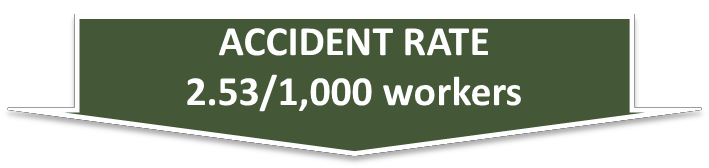 ACCIDENT RATE
2.53/1,000 workers